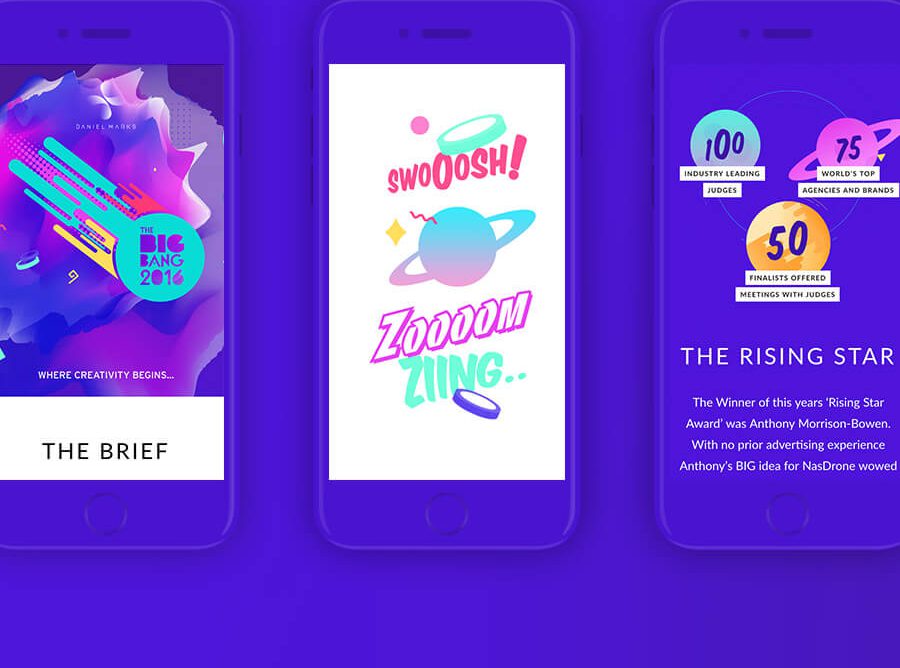 DANIEL MARKS
THE
BIG
BANG
2016
WHERE CREATIVITY BEGINS...
THE BRIEF
SWOOOSH!
ZOOOOM
ZIING..
100
INDUSTRY LEADING
JUDGES
75
WORLD'S TOP
AGENCIES AND BRANDS
50
FINALISTS OFFERED
MEETINGS WITH JUDGES
THE RISING STAR
The Winner of this years 'Rising Star
Award' was Anthony Morrison-Bowen.
With no prior advertising experience
Anthony's BIG idea for NasDrone wowed